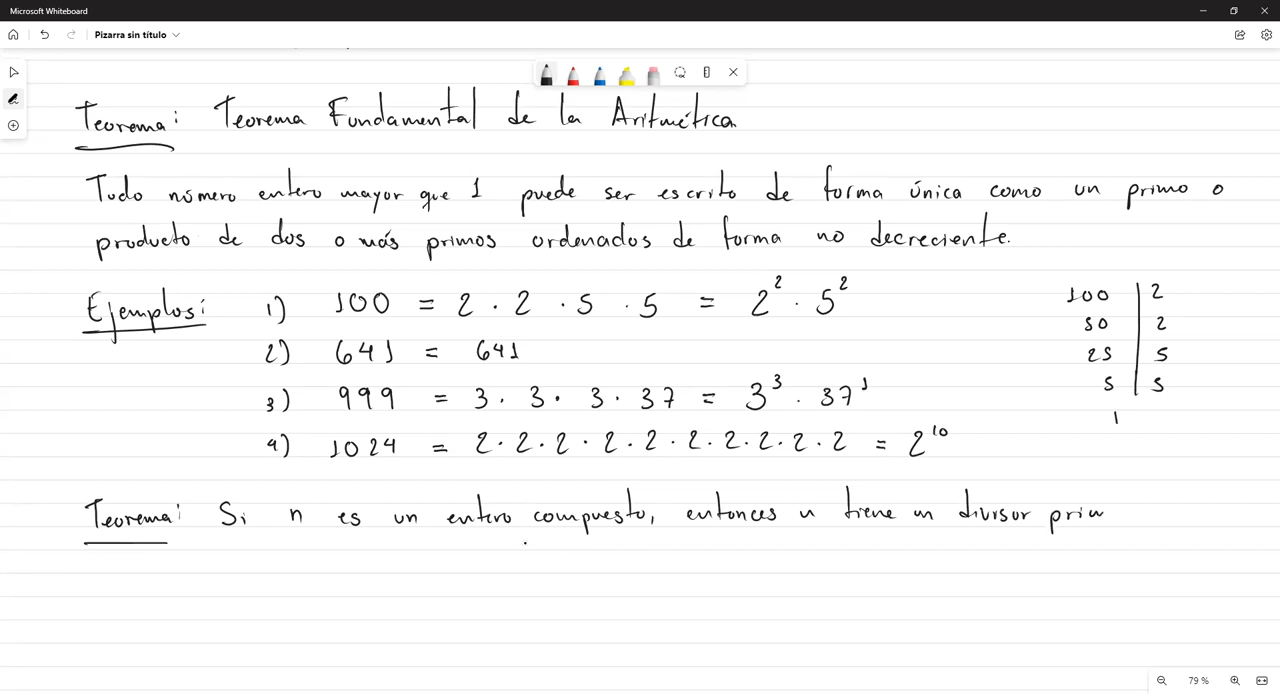 Microsoft Whiteboard
Pizarra sin título
Teorema: Teorema Fundamental de la Aritmética
Todo número entero mayor que 1 puede ser escrito de forma única como un primo o
producto de dos o más primos ordenados de forma no decreciente.
Ejemplos: 1) 100 = 2 · 2 · 5 · 5 = 2² · 5²
2) 641 = 641
3) 999 = 3 · 3 · 3 · 37 = 3³ · 37¹
4) 1024 = 2 · 2 · 2 · 2 · 2 · 2 · 2 · 2 · 2 · 2 = 2¹⁰
100 | 2
50 | 2
25 | 5
5 | 5
1
Teorema: Si n es un entero compuesto, entonces n tiene un divisor prim
79 %